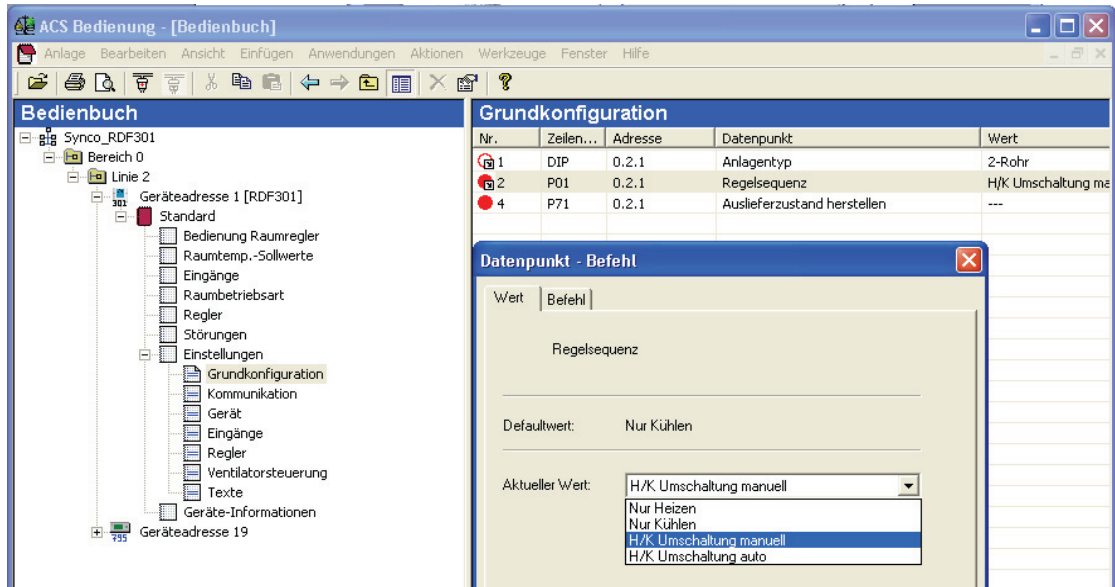 ACS Bedienung - [Bedienbuch]
Anlage Bearbeiten Ansicht Einfügen Anwendungen Aktionen Werkzeuge Fenster Hilfe
Bedienbuch
Synco_RDF301
Bereich 0
Linie 2
301
Geräteadresse 1 [RDF301]
Standard
Bedienung Raumregler
Raumtemp.-Sollwerte
Eingänge
Raumbetriebsart
Regler
Störungen
Einstellungen
Grundkonfiguration
Kommunikation
Gerät
Eingänge
Regler
Ventilatorsteuerung
Texte
Geräte-Informationen
795
Geräteadresse 19
Grundkonfiguration
Nr. Zeilen... Adresse Datenpunkt Wert
1 DIP 0.2.1 Anlagentyp 2-Rohr
2 P01 0.2.1 Regelsequenz H/K Umschaltung ma
4 P71 0.2.1 Auslieferzustand herstellen ---
Datenpunkt - Befehl
Wert Befehl
Regelsequenz
Defaultwert: Nur Kühlen
Aktueller Wert: H/K Umschaltung manuell
Nur Heizen
Nur Kühlen
H/K Umschaltung manuell
H/K Umschaltung auto